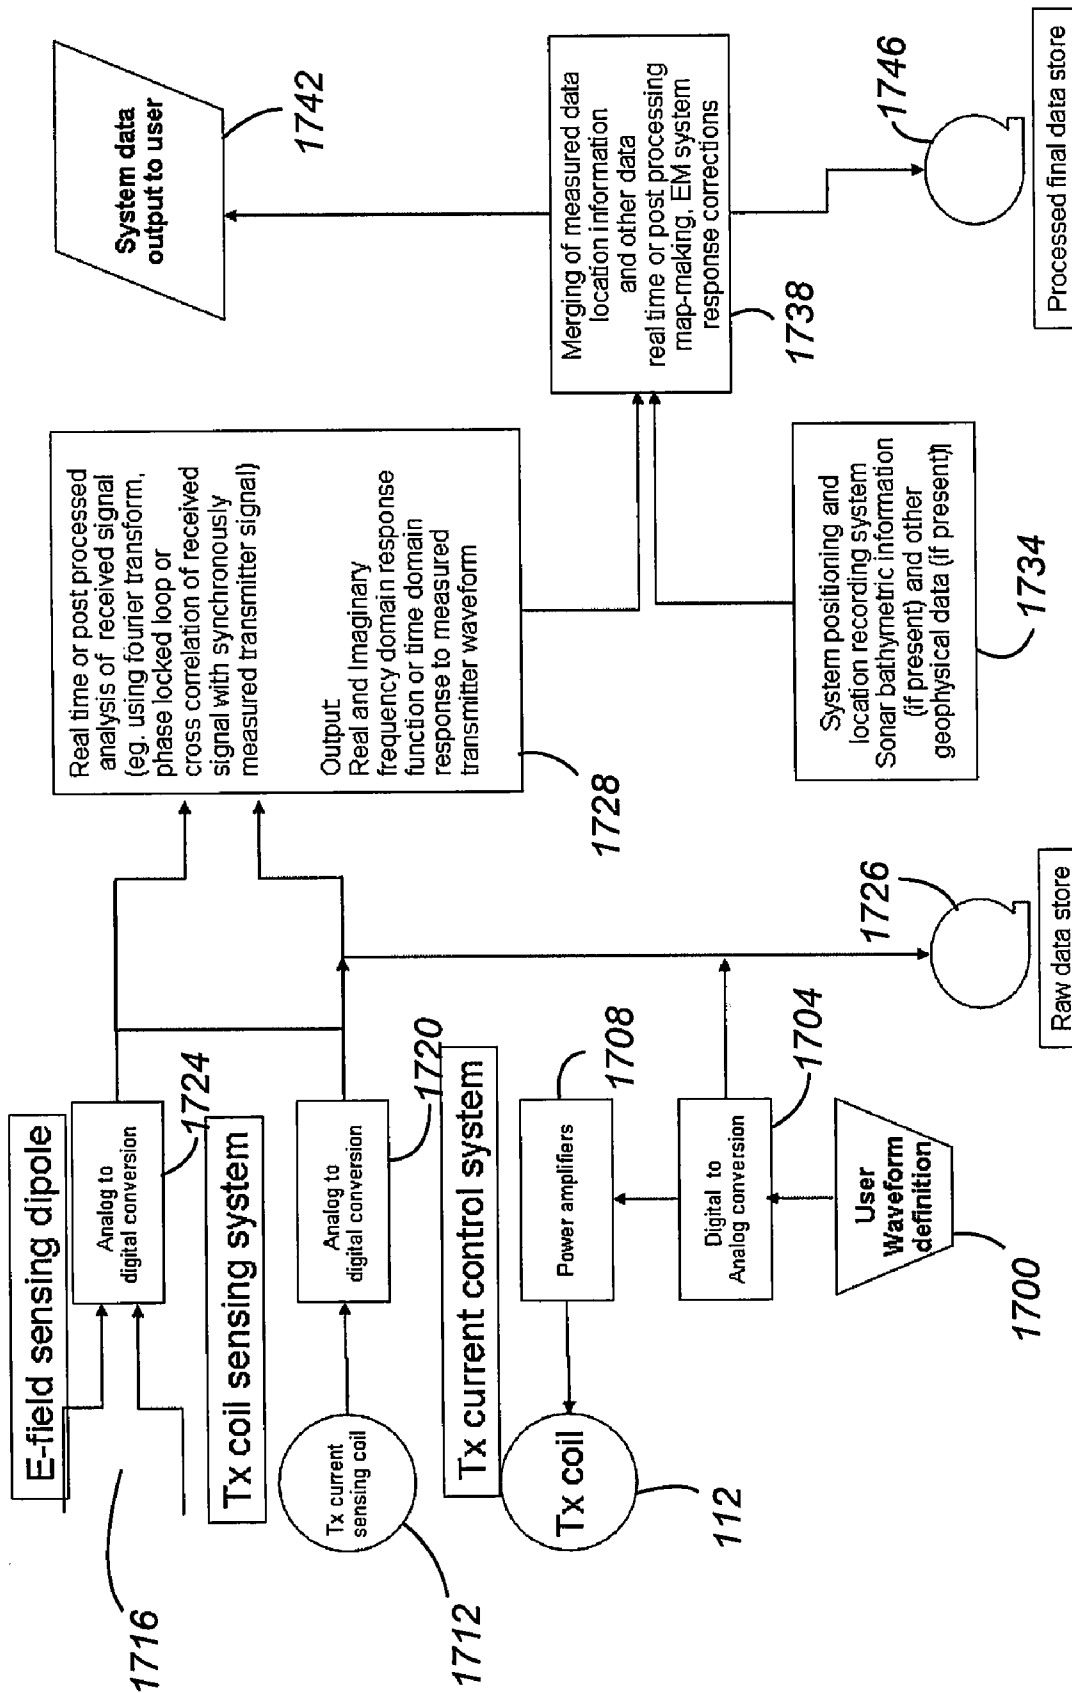 E-field sensing dipole
1716
Analog to
digital conversion
1724
Tx coil sensing system
Tx current
sensing coil
1712
Analog to
digital conversion
1720
Tx current control system
Tx coil
112
Power amplifiers
1708
Digital to
Analog conversion
1704
User
Waveform
definition
1700
1726
Raw data store
Real time or post processed
analysis of received signal
(eg. using fourier transform,
phase locked loop or
cross correlation of received
signal with synchronously
measured transmitter signal)
Output:
Real and Imaginary
frequency domain response
function or time domain
response to measured
transmitter waveform
1728
System positioning and
location recording system
Sonar bathymetric information
(if present) and other
geophysical data (if present))
1734
System data
output to user
1742
Merging of measured data
location information
and other data
real time or post processing
map-making, EM system
response corrections
1738
1746
Processed final data store